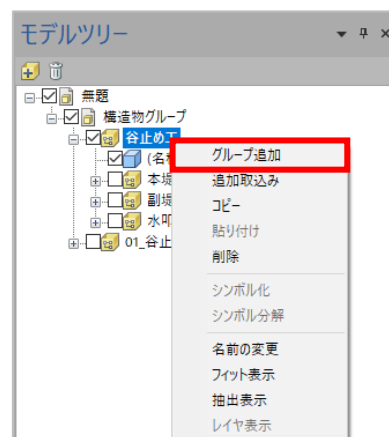 モデルツリー
無題
構造物グループ
谷止め工
グループ追加
(名
追加取込み
本堤
コピー
副堤
貼り付け
水叩
01_谷止
削除
シンボル化
シンボル分解
名前の変更
フィット表示
抽出表示
レイヤ表示